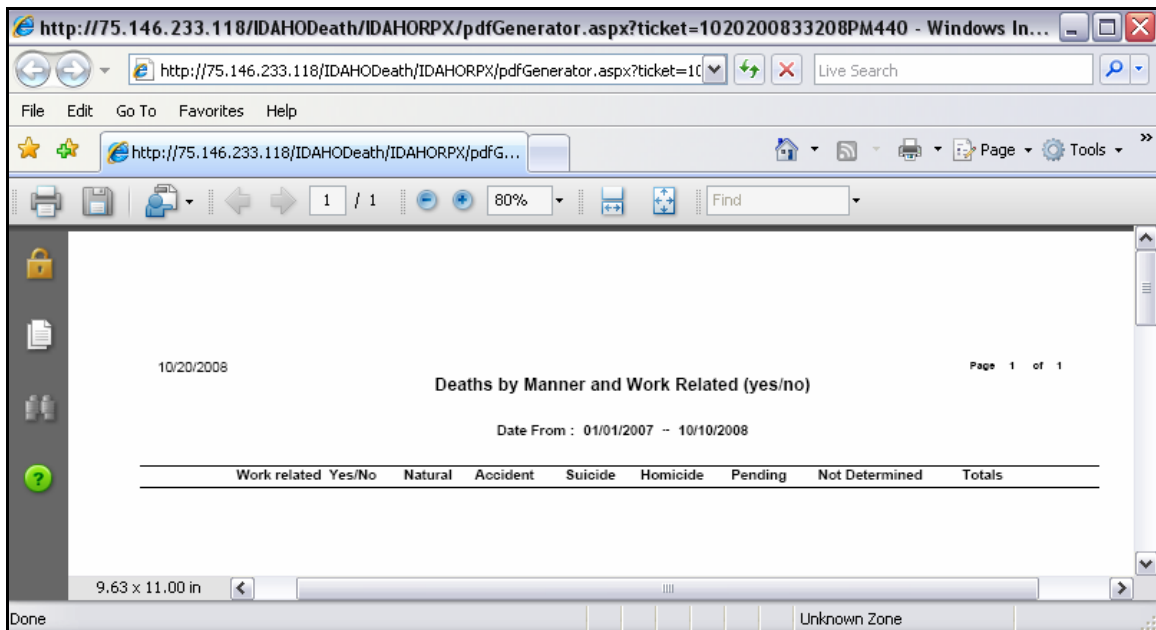 http://75.146.233.118/IDAHODeath/IDAHORPX/pdfGenerator.aspx?ticket=1020200833208PM440 - Windows In...
http://75.146.233.118/IDAHODeath/IDAHORPX/pdfGenerator.aspx?ticket=10 Live Search
File Edit Go To Favorites Help
http://75.146.233.118/IDAHODeath/IDAHORPX/pdfG... Page Tools »
1 / 1 80% Find
10/20/2008 Page 1 of 1
Deaths by Manner and Work Related (yes/no)
Date From : 01/01/2007 -- 10/10/2008
Work related Yes/No Natural Accident Suicide Homicide Pending Not Determined Totals
9.63 x 11.00 in
Done Unknown Zone